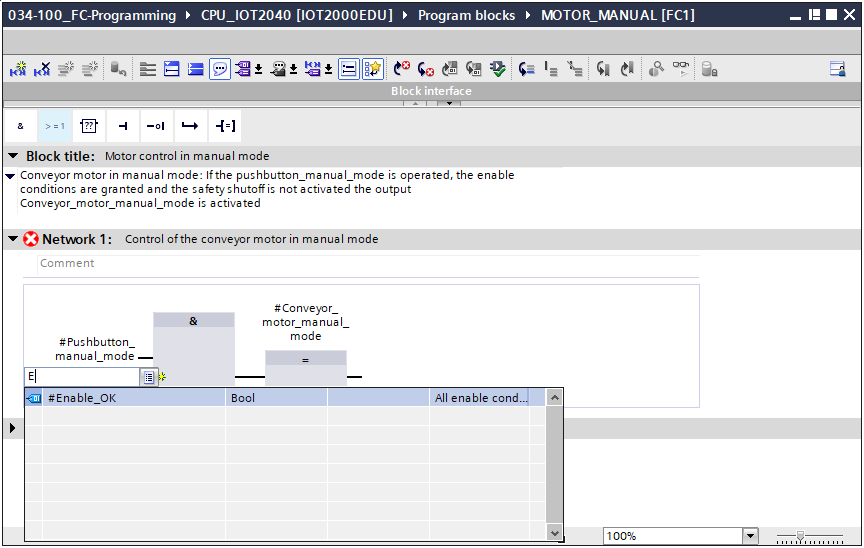 034-100_FC-Programming ▸ CPU_IOT2040 [IOT2000EDU] ▸ Program blocks ▸ MOTOR_MANUAL [FC1]
Block interface
& >=1 ??
Block title: Motor control in manual mode
Conveyor motor in manual mode: If the pushbutton_manual_mode is operated, the enable
conditions are granted and the safety shutoff is not activated the output
Conveyor_motor_manual_mode is activated
Network 1: Control of the conveyor motor in manual mode
Comment
#Conveyor_
motor_manual_
mode
&
#Pushbutton_
manual_mode
=
E
#Enable_OK Bool All enable cond...
100%